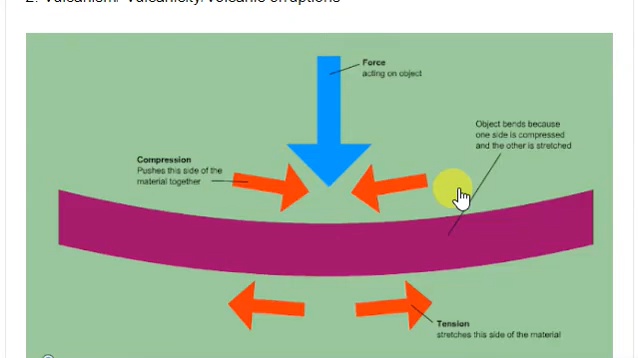 Force
acting on object
Object bends because
one side is compressed
and the other is stretched
Compression
Pushes this side of the
material together
Tension
stretches this side of the material